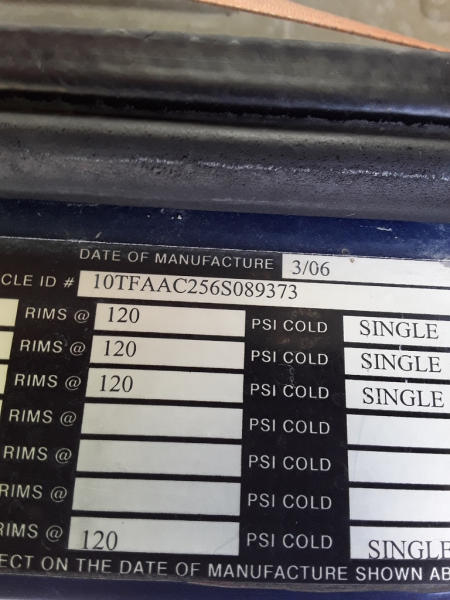 DATE OF MANUFACTURE 3/06
CLE ID # 10TFAAC256S089373
RIMS @ 120 PSI COLD SINGLE
RIMS @ 120 PSI COLD SINGLE
RIMS @ 120 PSI COLD SINGLE
RIMS @ PSI COLD
RIMS @ PSI COLD
RIMS @ PSI COLD
RIMS @ 120 PSI COLD SINGLE
ECT ON THE DATE OF MANUFACTURE SHOWN AB